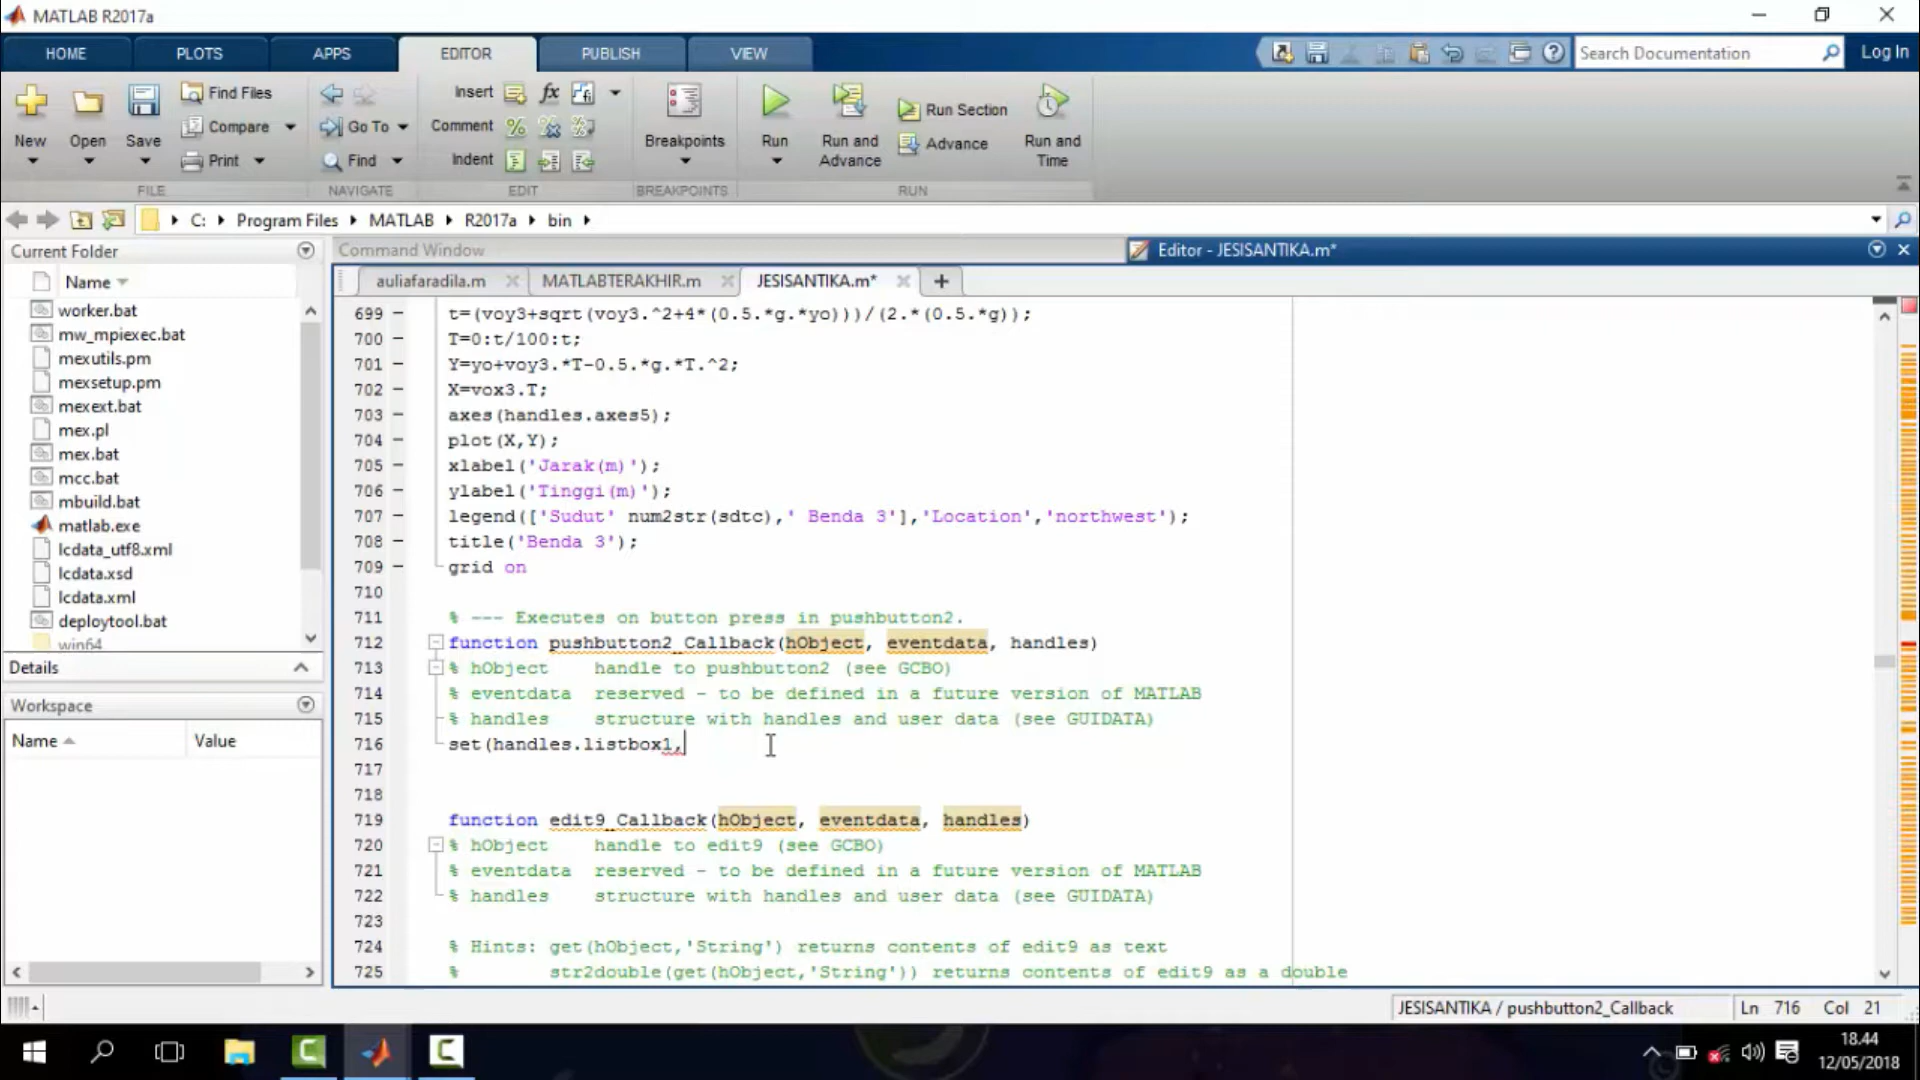 MATLAB R2017a
HOME
PLOTS
APPS
EDITOR
PUBLISH
VIEW
Search Documentation
Log In
New
Open
Save
Find Files
Compare
Print
Go To
Find
Insert
fx
Comment
Indent
Breakpoints
Run
Run and Advance
Run Section
Advance
Run and Time
FILE
NAVIGATE
EDIT
BREAKPOINTS
RUN
C: Program Files MATLAB R2017a bin
Current Folder
Name
worker.bat
mw_mpiexec.bat
mexutils.pm
mexsetup.pm
mexext.bat
mex.pl
mex.bat
mcc.bat
mbuild.bat
matlab.exe
lcdata_utf8.xml
lcdata.xsd
lcdata.xml
deploytool.bat
win64
Details
Workspace
Name Value
Command Window
Editor - JESISANTIKA.m*
auliafaradila.m
MATLABTERAKHIR.m
JESISANTIKA.m*
699 – t=(voy3+sqrt(voy3.^2+4*(0.5.*g.*yo)))/(2.*(0.5.*g));
700 – T=0:t/100:t;
701 – Y=yo+voy3.*T-0.5.*g.*T.^2;
702 – X=vox3.T;
703 – axes(handles.axes5);
704 – plot(X,Y);
705 – xlabel('Jarak(m)');
706 – ylabel('Tinggi(m)');
707 – legend(['Sudut' num2str(sdtc),' Benda 3'],'Location','northwest');
708 – title('Benda 3');
709 – grid on
710
711 % --- Executes on button press in pushbutton2.
712 function pushbutton2_Callback(hObject, eventdata, handles)
713 % hObject    handle to pushbutton2 (see GCBO)
714 % eventdata  reserved - to be defined in a future version of MATLAB
715 % handles    structure with handles and user data (see GUIDATA)
716 set(handles.listbox1,
717
718
719 function edit9_Callback(hObject, eventdata, handles)
720 % hObject    handle to edit9 (see GCBO)
721 % eventdata  reserved - to be defined in a future version of MATLAB
722 % handles    structure with handles and user data (see GUIDATA)
723
724 % Hints: get(hObject,'String') returns contents of edit9 as text
725 %        str2double(get(hObject,'String')) returns contents of edit9 as a double
JESISANTIKA / pushbutton2_Callback
Ln 716 Col 21
18.44
12/05/2018